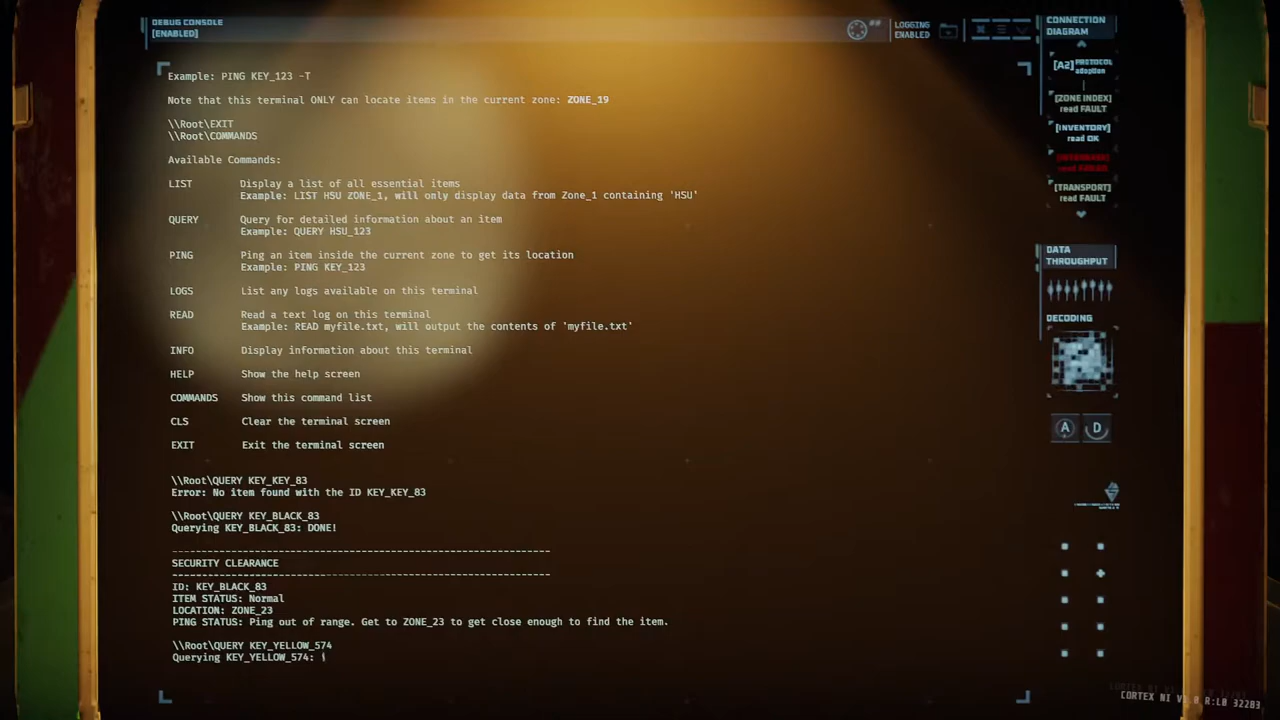 DEBUG CONSOLE
[ENABLED]
LOGGING
ENABLED
Example: PING KEY_123 -T
Note that this terminal ONLY can locate items in the current zone: ZONE_19
\\Root\EXIT
\\Root\COMMANDS
Available Commands:
LIST Display a list of all essential items
Example: LIST HSU ZONE_1, will only display data from Zone_1 containing 'HSU'
QUERY Query for detailed information about an item
Example: QUERY HSU_123
PING Ping an item inside the current zone to get its location
Example: PING KEY_123
LOGS List any logs available on this terminal
READ Read a text log on this terminal
Example: READ myfile.txt, will output the contents of 'myfile.txt'
INFO Display information about this terminal
HELP Show the help screen
COMMANDS Show this command list
CLS Clear the terminal screen
EXIT Exit the terminal screen
\\Root\QUERY KEY_KEY_83
Error: No item found with the ID KEY_KEY_83
\\Root\QUERY KEY_BLACK_83
Querying KEY_BLACK_83: DONE!
------------------------------------------------------------
SECURITY CLEARANCE
------------------------------------------------------------
ID: KEY_BLACK_83
ITEM STATUS: Normal
LOCATION: ZONE_23
PING STATUS: Ping out of range. Get to ZONE_23 to get close enough to find the item.
\\Root\QUERY KEY_YELLOW_574
Querying KEY_YELLOW_574:
CONNECTION
DIAGRAM
[A2] PROTOCOL
adoption
[ZONE INDEX]
read FAULT
[INVENTORY]
read OK
read FAILED
[TRANSPORT]
read FAULT
DATA
THROUGHPUT
DECODING
A D